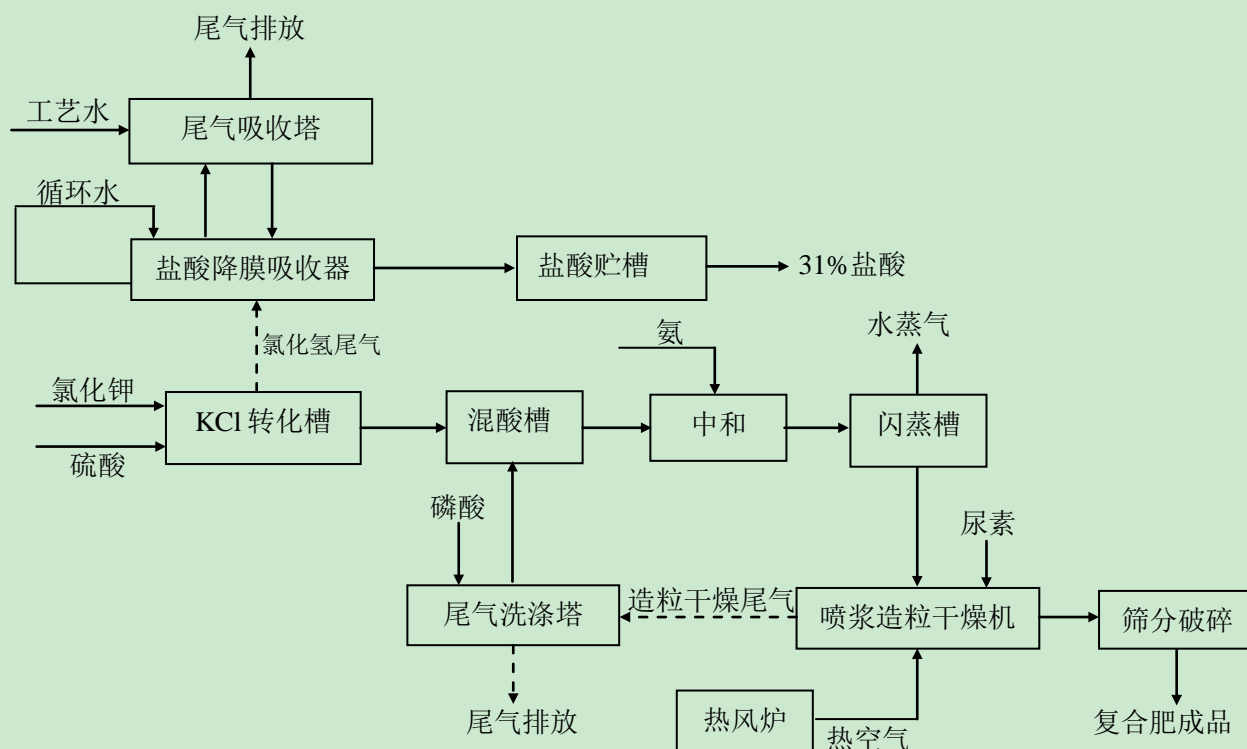 尾气排放
工艺水
尾气吸收塔
循环水
盐酸降膜吸收器
盐酸贮槽
31%盐酸
氯化氢尾气
氨
水蒸气
氯化钾
硫酸
KCl 转化槽
混酸槽
中和
闪蒸槽
磷酸
尿素
尾气洗涤塔
造粒干燥尾气
喷浆造粒干燥机
筛分破碎
尾气排放
热风炉
热空气
复合肥成品